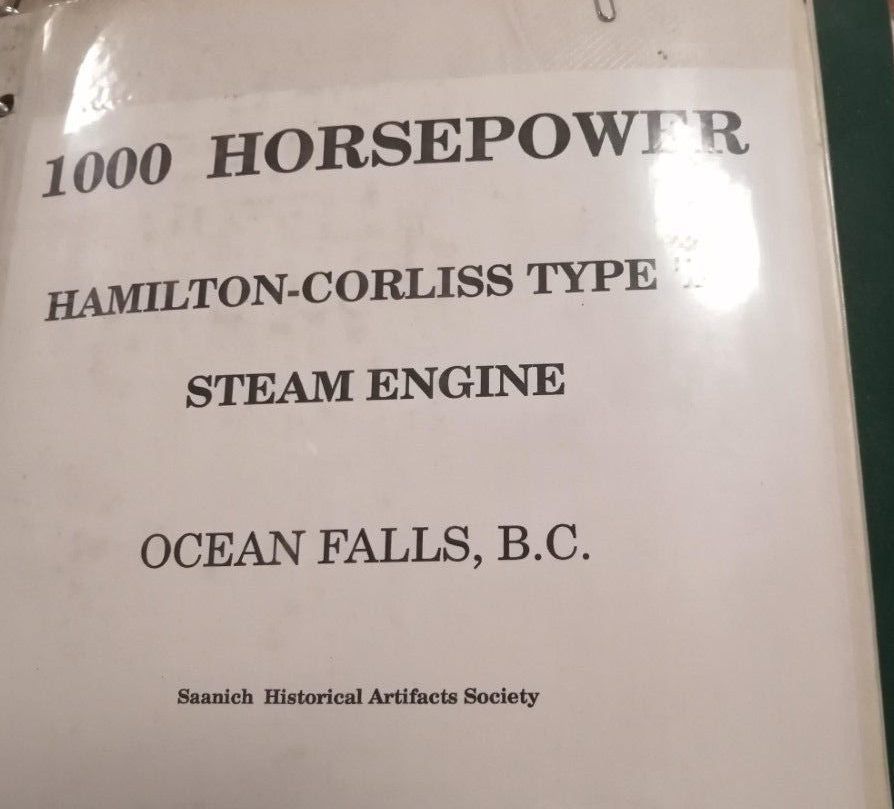 1000 HORSEPOWER
HAMILTON-CORLISS TYPE
STEAM ENGINE
OCEAN FALLS, B.C.
Saanich Historical Artifacts Society